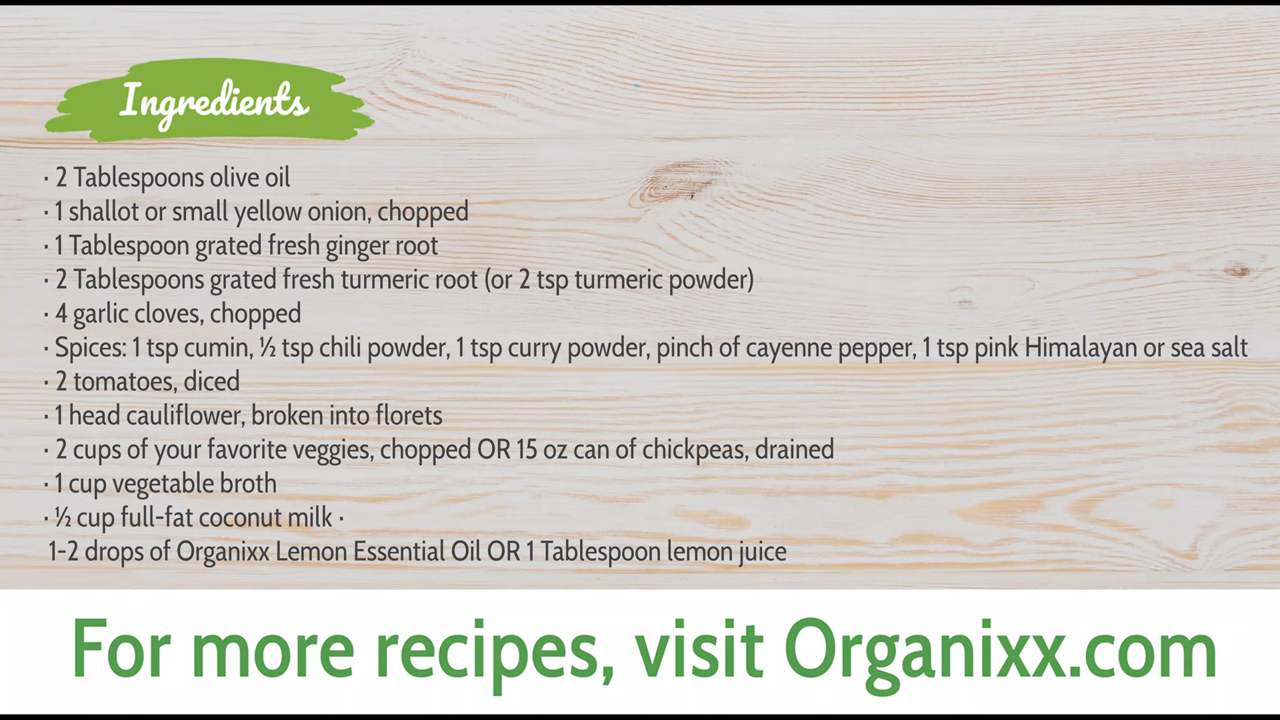 Ingredients
· 2 Tablespoons olive oil
· 1 shallot or small yellow onion, chopped
· 1 Tablespoon grated fresh ginger root
· 2 Tablespoons grated fresh turmeric root (or 2 tsp turmeric powder)
· 4 garlic cloves, chopped
· Spices: 1 tsp cumin, ½ tsp chili powder, 1 tsp curry powder, pinch of cayenne pepper, 1 tsp pink Himalayan or sea salt
· 2 tomatoes, diced
· 1 head cauliflower, broken into florets
· 2 cups of your favorite veggies, chopped OR 15 oz can of chickpeas, drained
· 1 cup vegetable broth
· ½ cup full-fat coconut milk ·
1-2 drops of Organixx Lemon Essential Oil OR 1 Tablespoon lemon juice
For more recipes, visit Organixx.com